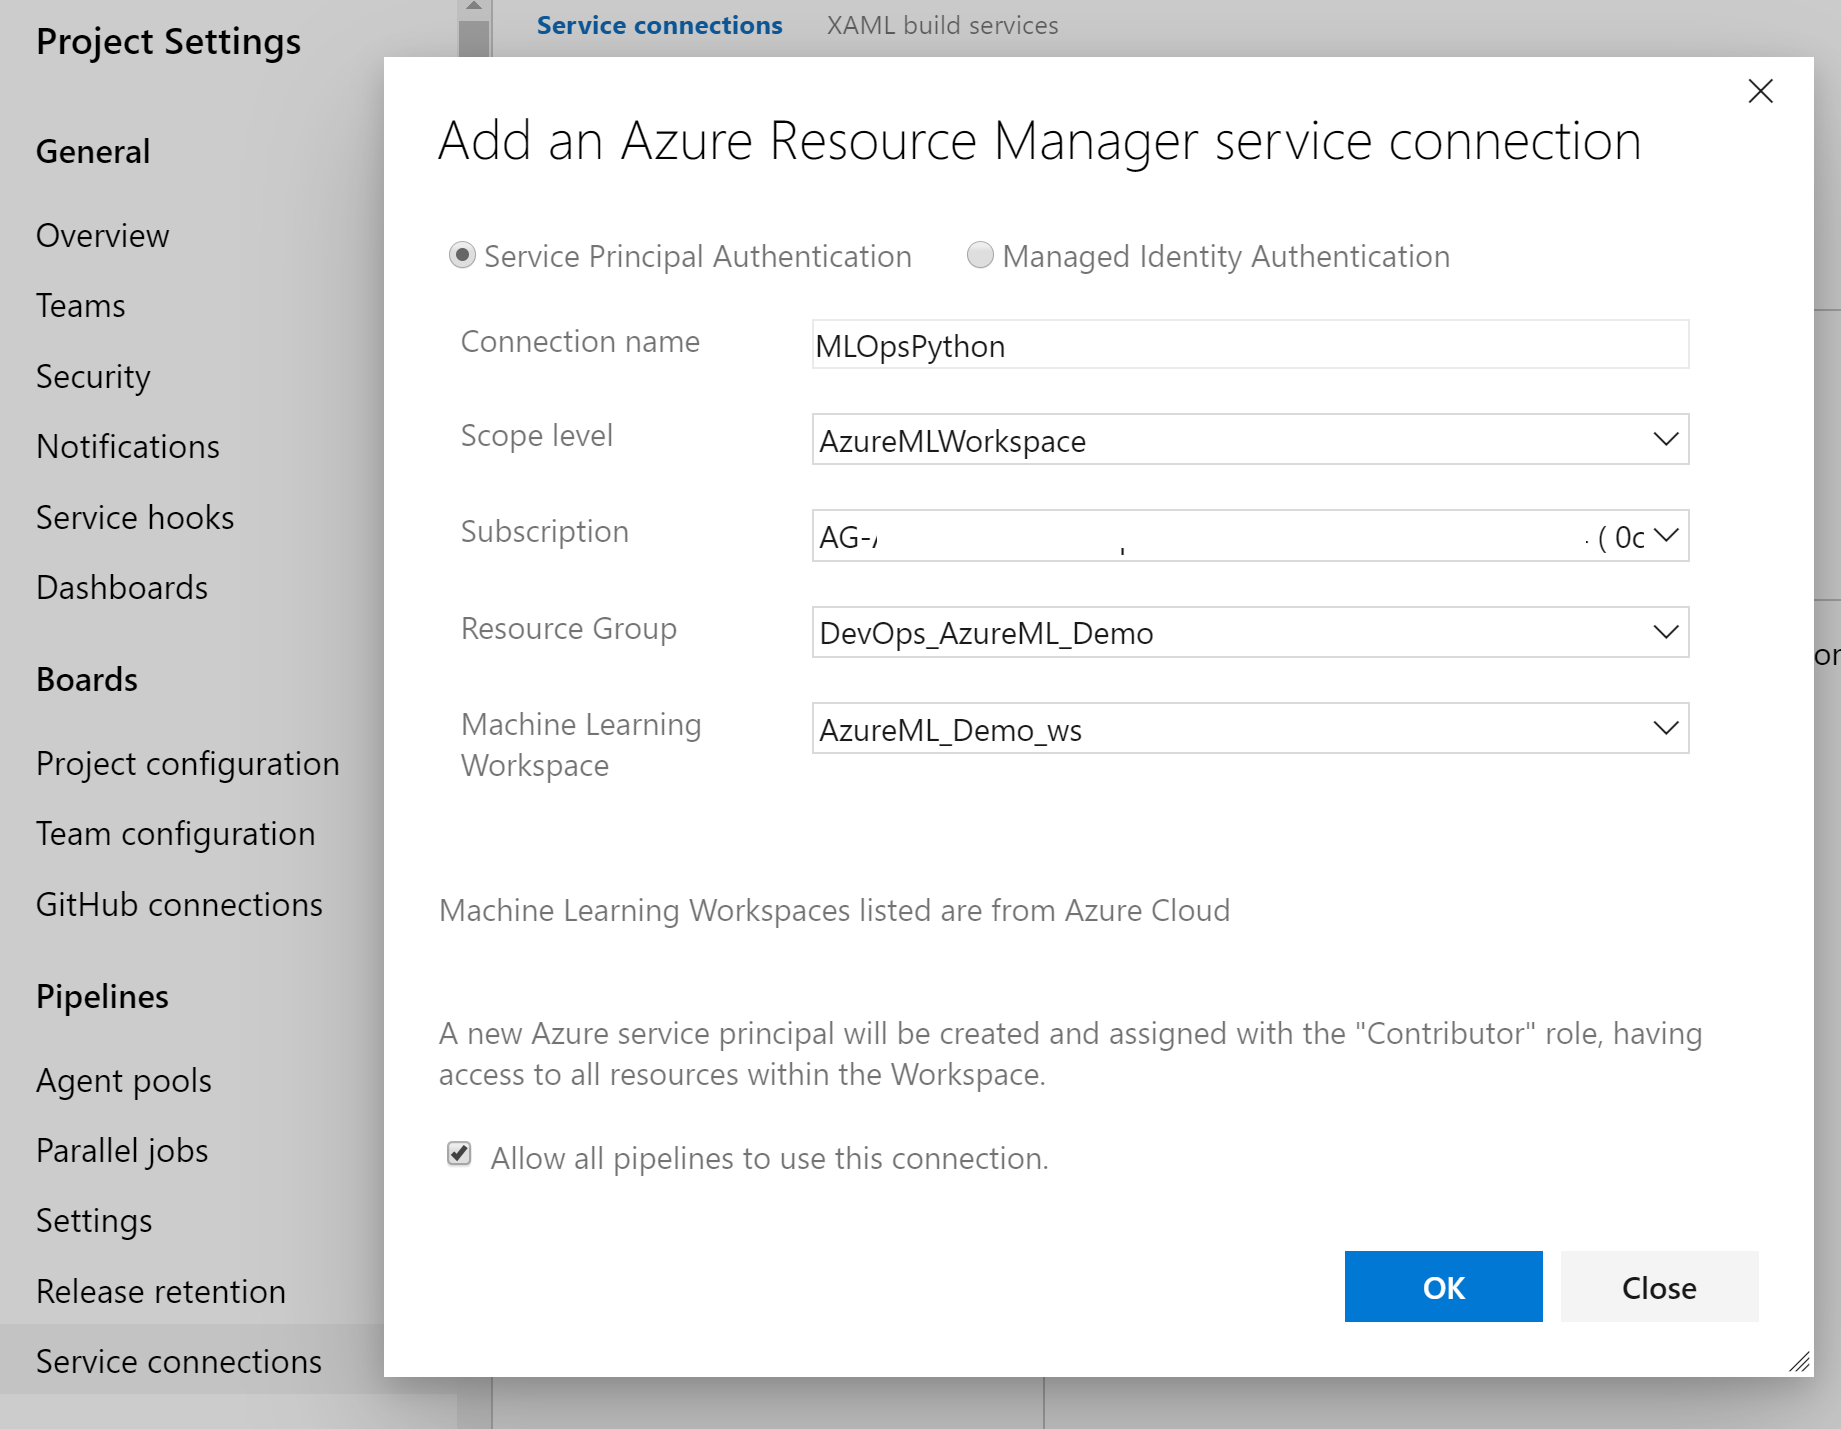 Project Settings
General
Overview
Teams
Security
Notifications
Service hooks
Dashboards
Boards
Project configuration
Team configuration
GitHub connections
Pipelines
Agent pools
Parallel jobs
Settings
Release retention
Service connections
Service connections XAML build services
Add an Azure Resource Manager service connection
Service Principal Authentication Managed Identity Authentication
Connection name MLOpsPython
Scope level AzureMLWorkspace
Subscription AG- ( 0c
Resource Group DevOps_AzureML_Demo
Machine Learning
Workspace
AzureML_Demo_ws
Machine Learning Workspaces listed are from Azure Cloud
A new Azure service principal will be created and assigned with the "Contributor" role, having
access to all resources within the Workspace.
Allow all pipelines to use this connection.
OK Close